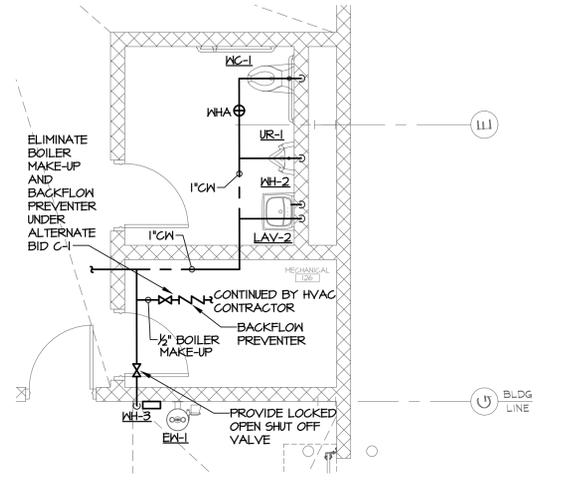 WC-1
WHA
E
ELIMINATE
BOILER
MAKE-UP
AND
BACKFLOW
PREVENTER
UNDER
ALTERNATE
BID C-1
UR-1
1"CW
WH-2
1"CW
LAV-2
MECHANICAL
126
CONTINUED BY HVAC
CONTRACTOR
BACKFLOW
PREVENTER
½" BOILER
MAKE-UP
G
BLDG
LINE
WH-3
EW-1
PROVIDE LOCKED
OPEN SHUT OFF
VALVE